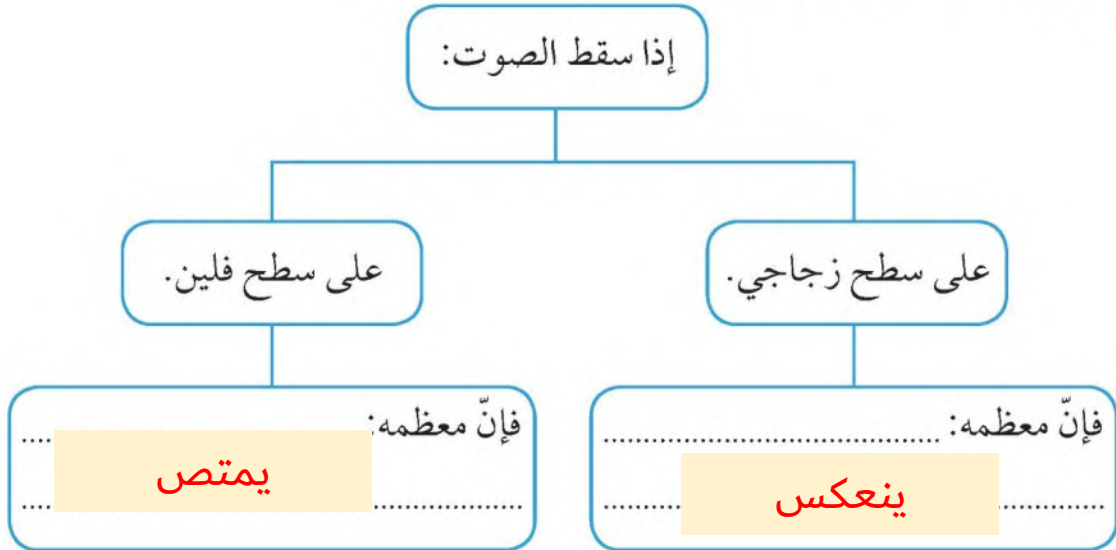 إذا سقط الصوت:
على سطح زجاجي.
على سطح فلين.
فإنّ معظمه: ........................................
ينعكس
فإنّ معظمه: ....
يمتص